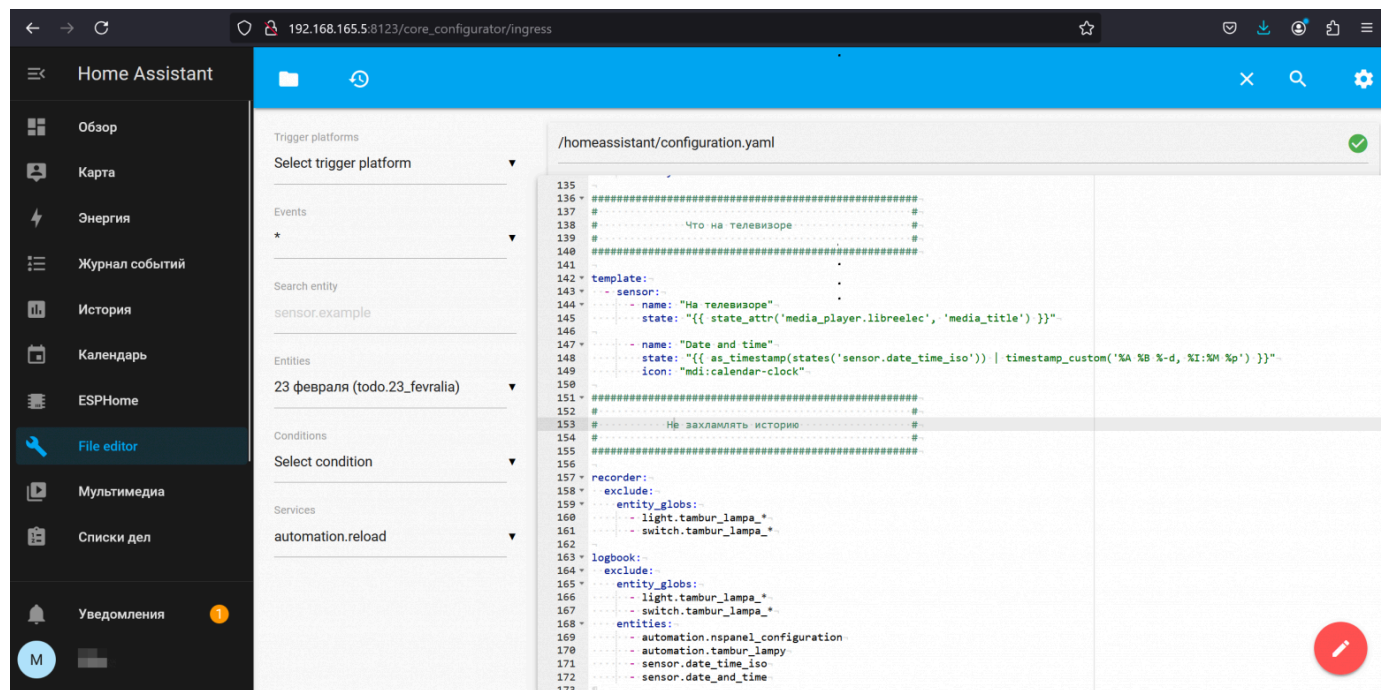 192.168.165.5:8123/core_configurator/ingress
Home Assistant
Обзор
Карта
Энергия
Журнал событий
История
Календарь
ESPHome
File editor
Мультимедиа
Списки дел
Уведомления
1
M
Trigger platforms
Select trigger platform
Events
*
Search entity
sensor.example
Entities
23 февраля (todo.23_fevralia)
Conditions
Select condition
Services
automation.reload
/homeassistant/configuration.yaml
135
136 ####################################################
137 # #
138 # Что на телевизоре #
139 # #
140 ####################################################
141
142 template:
143 - sensor:
144 - name: "На телевизоре"
145 state: "{{ state_attr('media_player.libreelec', 'media_title') }}"
146
147 - name: "Date and time"
148 state: "{{ as_timestamp(states('sensor.date_time_iso')) | timestamp_custom('%A %B %-d, %I:%M %p') }}"
149 icon: "mdi:calendar-clock"
150
151 ####################################################
152 # #
153 # Не захламлять историю #
154 # #
155 ####################################################
156
157 recorder:
158 exclude:
159 entity_globs:
160 - light.tambur_lampa_*
161 - switch.tambur_lampa_*
162
163 logbook:
164 exclude:
165 entity_globs:
166 - light.tambur_lampa_*
167 - switch.tambur_lampa_*
168 entities:
169 - automation.nspanel_configuration
170 - automation.tambur_lampy
171 - sensor.date_time_iso
172 - sensor.date_and_time
173